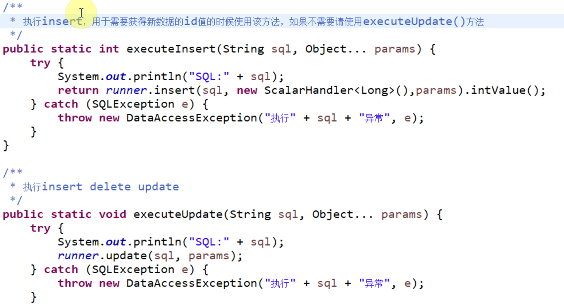 /**
 * 执行insert，用于需要获得新数据的id值的时候使用该方法，如果不需要请使用executeUpdate()方法
 */
public static int executeInsert(String sql, Object... params) {
    try {
        System.out.println("SQL:" + sql);
        return runner.insert(sql, new ScalarHandler<Long>(),params).intValue();
    } catch (SQLException e) {
        throw new DataAccessException("执行" + sql + "异常", e);
    }
}
/**
 * 执行insert delete update
 */
public static void executeUpdate(String sql, Object... params) {
    try {
        System.out.println("SQL:" + sql);
        runner.update(sql, params);
    } catch (SQLException e) {
        throw new DataAccessException("执行" + sql + "异常", e);
    }